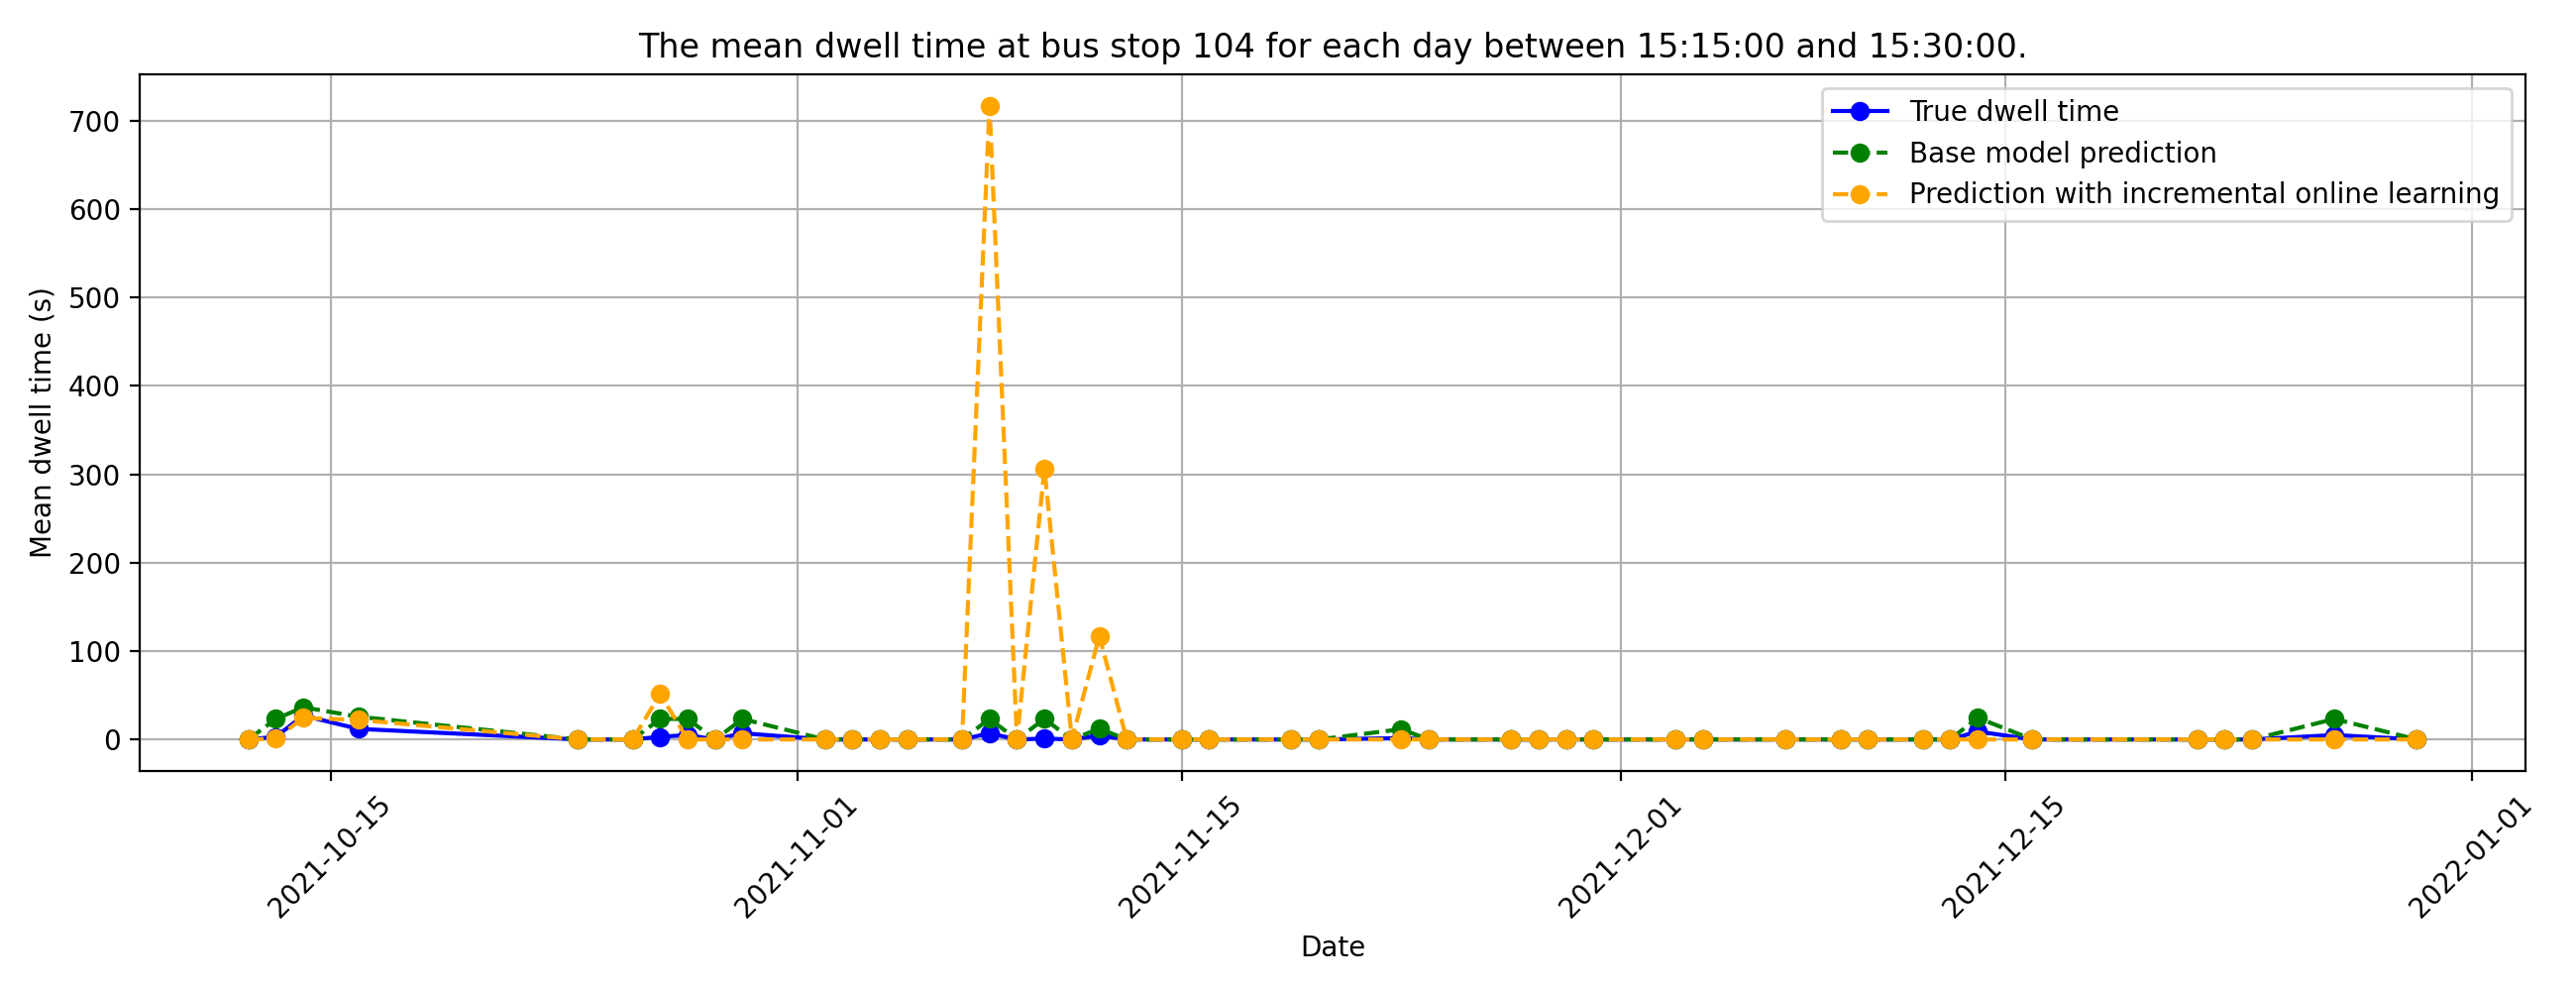 The mean dwell time at bus stop 104 for each day between 15:15:00 and 15:30:00.
True dwell time
Base model prediction
Prediction with incremental online learning
Mean dwell time (s)
700
600
500
400
300
200
100
0
2021-10-15
2021-11-01
2021-11-15
2021-12-01
2021-12-15
2022-01-01
Date